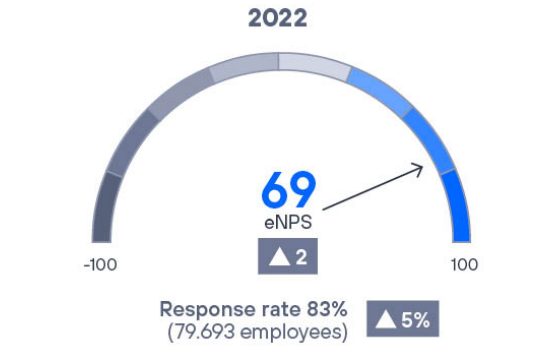 2022
69
eNPS
▲ 2
-100
100
Response rate 83%
(79.693 employees)
▲ 5%